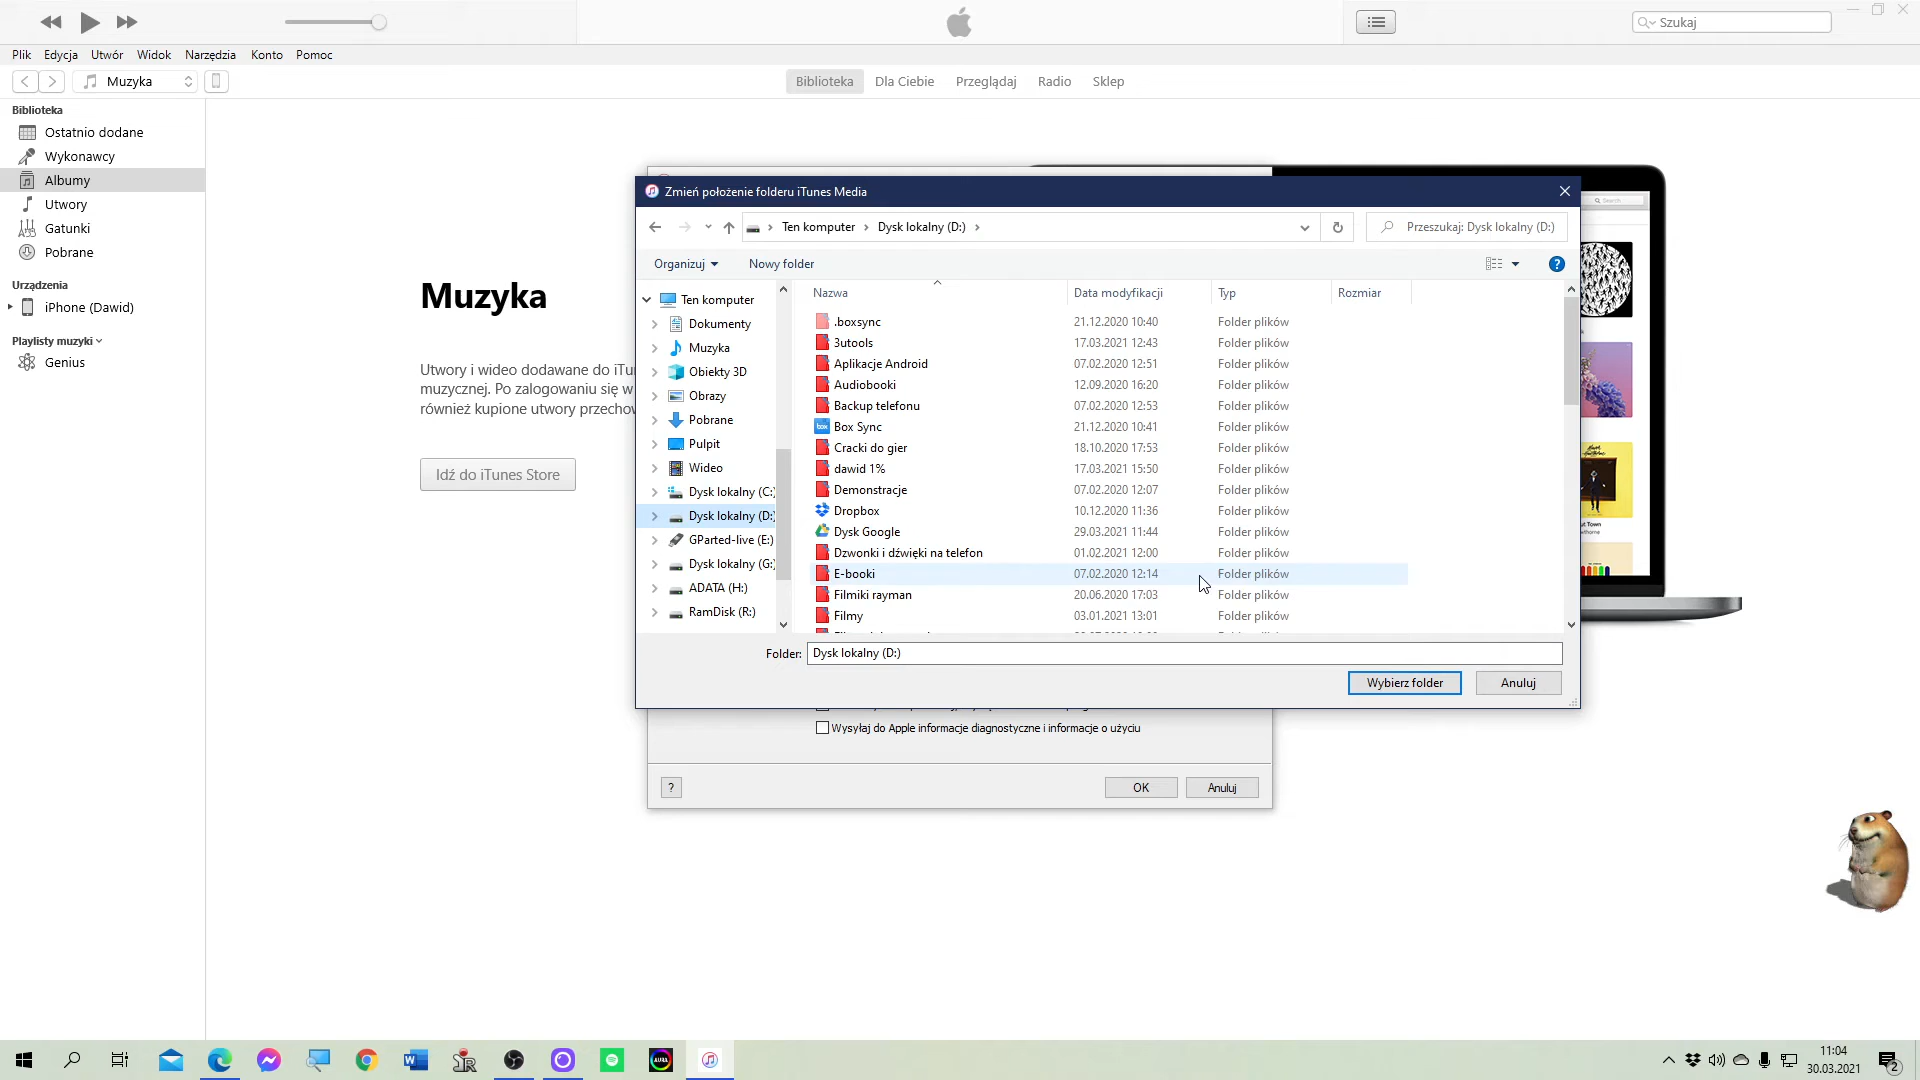 Szukaj
Plik Edycja Utwór Widok Narzędzia Konto Pomoc
Muzyka
Biblioteka Dla Ciebie Przeglądaj Radio Sklep
Biblioteka
Ostatnio dodane
Wykonawcy
Albumy
Utwory
Gatunki
Pobrane
Urządzenia
iPhone (Dawid)
Playlisty muzyki
Genius
Muzyka
Utwory i wideo dodawane do iTu
muzycznej. Po zalogowaniu się w
również kupione utwory przecho
Idź do iTunes Store
Zmień położenie folderu iTunes Media
Ten komputer Dysk lokalny (D:)
Przeszukaj: Dysk lokalny (D:)
Organizuj Nowy folder
?
Ten komputer
Dokumenty
Muzyka
Obiekty 3D
Obrazy
Pobrane
Pulpit
Wideo
Dysk lokalny (C:)
Dysk lokalny (D:)
GParted-live (E:)
Dysk lokalny (G:)
ADATA (H:)
RamDisk (R:)
Nazwa Data modyfikacji Typ Rozmiar
.boxsync 21.12.2020 10:40 Folder plików
3utools 17.03.2021 12:43 Folder plików
Aplikacje Android 07.02.2020 12:51 Folder plików
Audiobooki 12.09.2020 16:20 Folder plików
Backup telefonu 07.02.2020 12:53 Folder plików
box Box Sync 21.12.2020 10:41 Folder plików
Cracki do gier 18.10.2020 17:53 Folder plików
dawid 1% 17.03.2021 15:50 Folder plików
Demonstracje 07.02.2020 12:07 Folder plików
Dropbox 10.12.2020 11:36 Folder plików
Dysk Google 29.03.2021 11:44 Folder plików
Dzwonki i dźwięki na telefon 01.02.2021 12:00 Folder plików
E-booki 07.02.2020 12:14 Folder plików
Filmiki rayman 20.06.2020 17:03 Folder plików
Filmy 03.01.2021 13:01 Folder plików
Folder: Dysk lokalny (D:)
Wybierz folder Anuluj
Wysyłaj do Apple informacje diagnostyczne i informacje o użyciu
? OK Anuluj
Search
11:04
30.03.2021
2